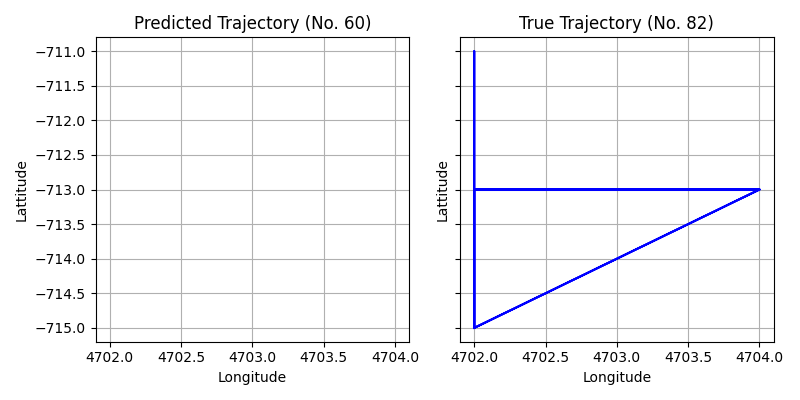 Predicted Trajectory (No. 60)
Lattitude
−711.0
−711.5
−712.0
−712.5
−713.0
−713.5
−714.0
−714.5
−715.0
4702.0 4702.5 4703.0 4703.5 4704.0
Longitude
True Trajectory (No. 82)
Lattitude
4702.0 4702.5 4703.0 4703.5 4704.0
Longitude